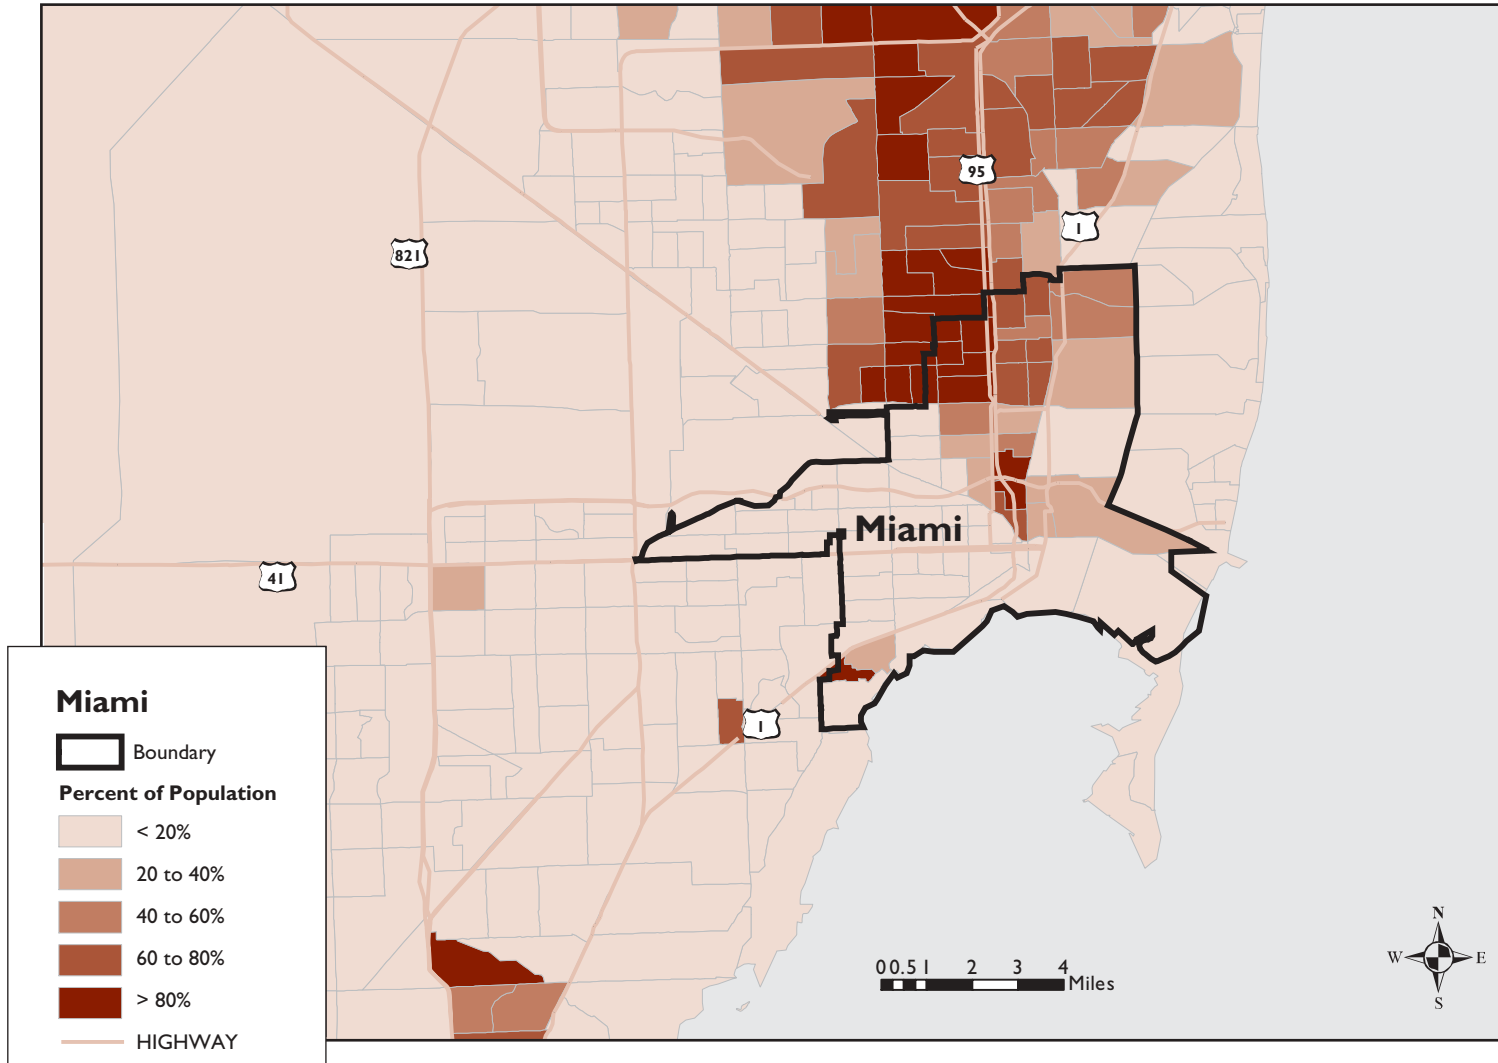 95
1
821
Miami
41
1
Miami
Boundary
Percent of Population
< 20%
20 to 40%
40 to 60%
60 to 80%
> 80%
HIGHWAY
0 0.5 1 2 3 4
Miles
N
W E
S